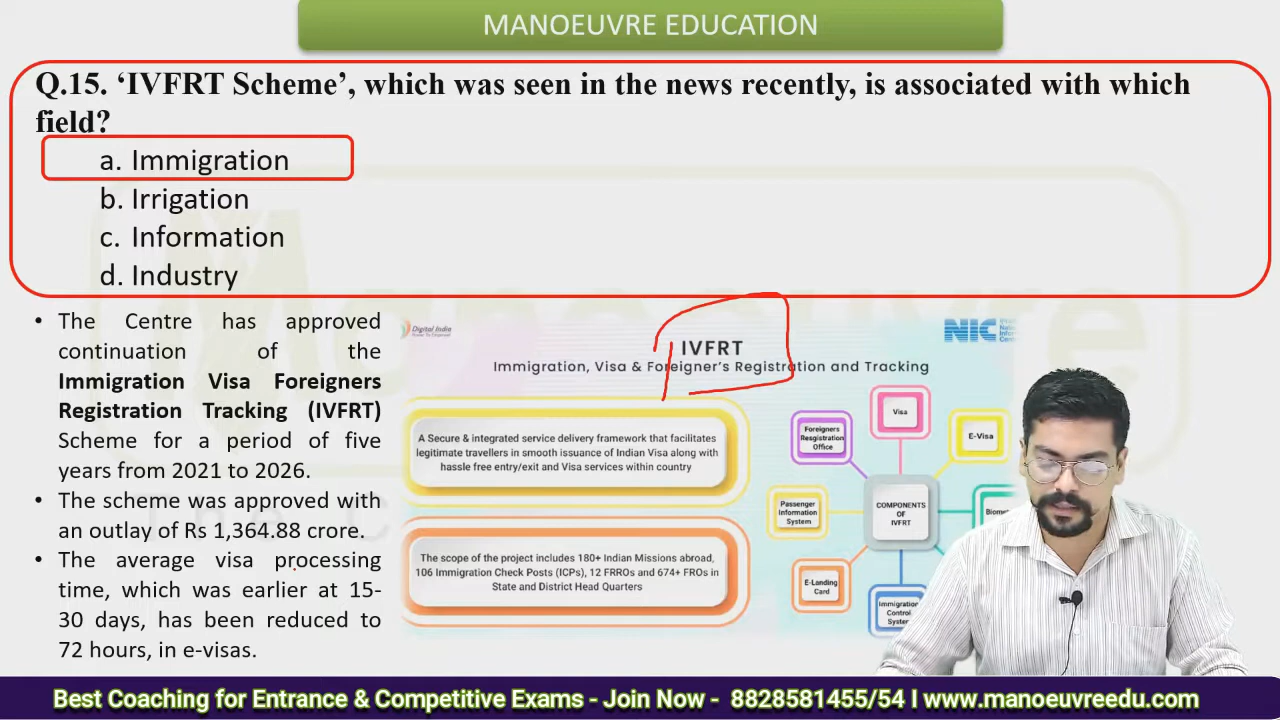 MANOEUVRE EDUCATION
Q.15. ‘IVFRT Scheme’, which was seen in the news recently, is associated with which
field?
a. Immigration
b. Irrigation
c. Information
d. Industry
• The Centre has approved
continuation of the
Immigration Visa Foreigners
Registration Tracking (IVFRT)
Scheme for a period of five
years from 2021 to 2026.
• The scheme was approved with
an outlay of Rs 1,364.88 crore.
• The average visa processing
time, which was earlier at 15-
30 days, has been reduced to
72 hours, in e-visas.
Digital India
Power To Empower
NIC
IVFRT
Immigration, Visa & Foreigner's Registration and Tracking
A Secure & integrated service delivery framework that facilitates
legitimate travellers in smooth issuance of Indian Visa along with
hassle free entry/exit and Visa services within country
The scope of the project includes 180+ Indian Missions abroad,
106 Immigration Check Posts (ICPs), 12 FRROs and 674+ FROs in
State and District Head Quarters
Visa
Foreigners
Resgistration
Office
E-Visa
Passenger
Information
System
COMPONENTS
OF
IVFRT
E-Landing
Card
Immigration
Control
Best Coaching for Entrance & Competitive Exams - Join Now - 8828581455/54 I www.manoeuvreedu.com